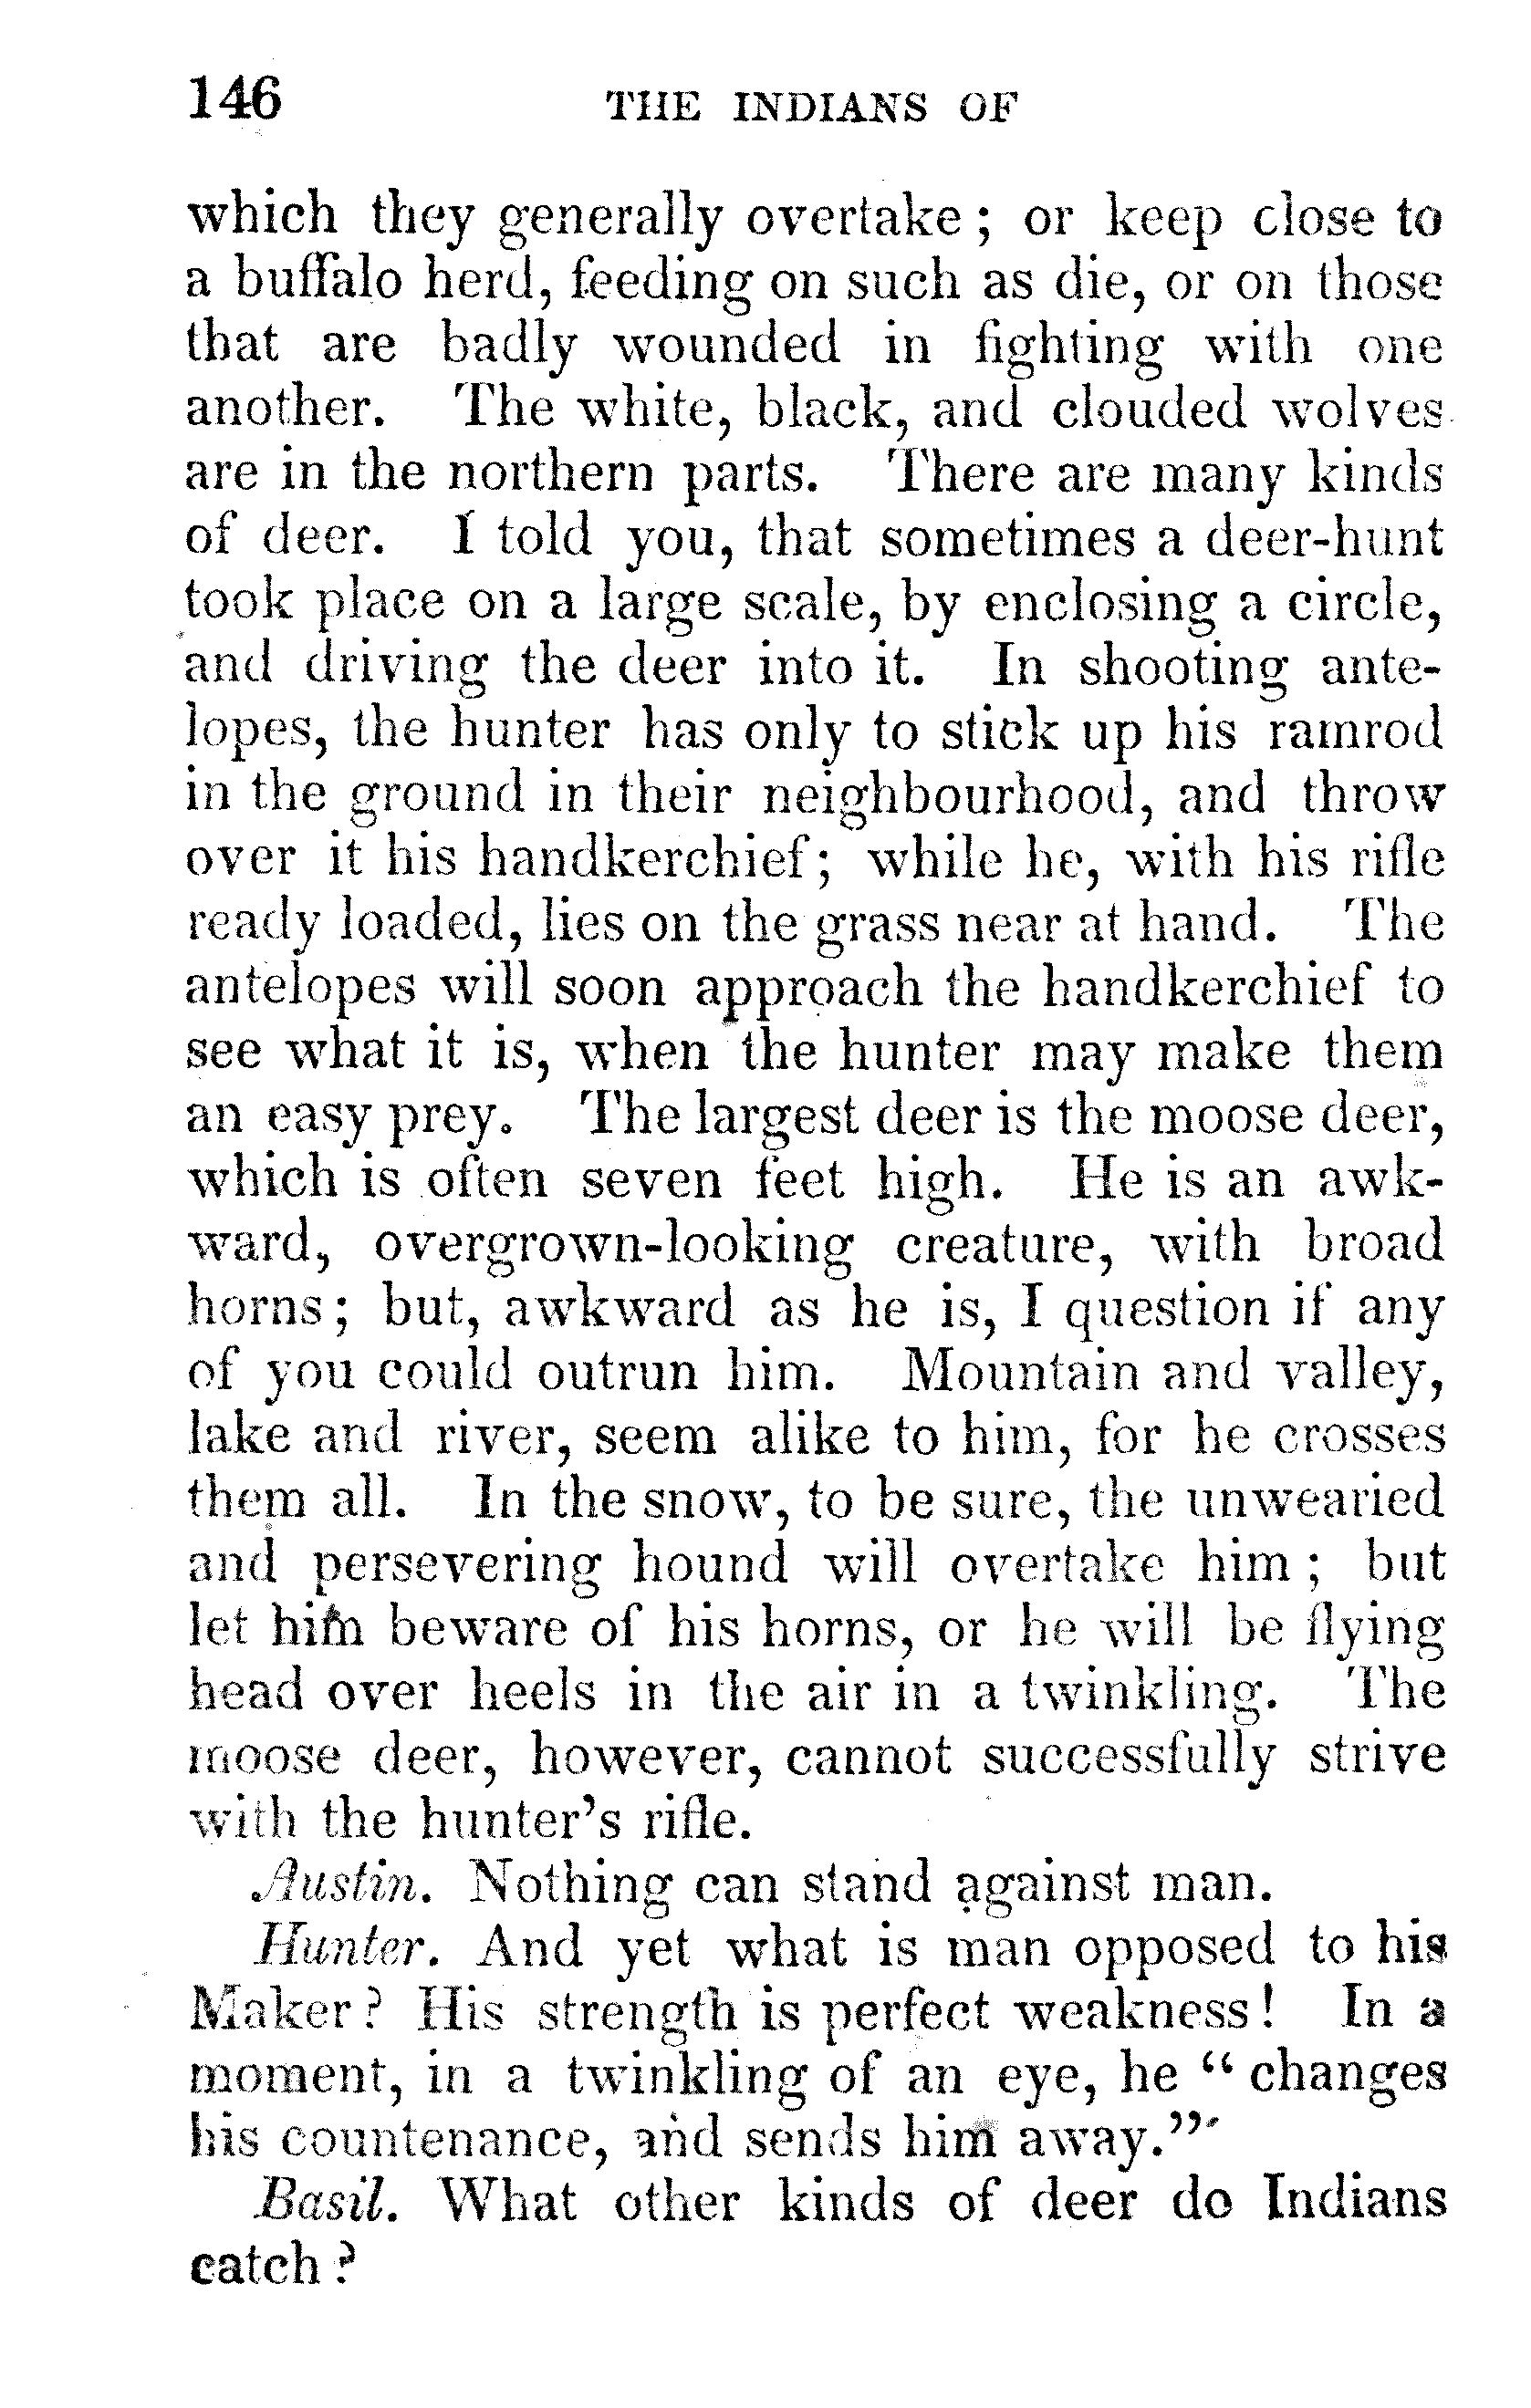 146 THE INDIANS OF
which they generally overtake; or keep close to
a buffalo herd, feeding on such as die, or on those
that are badly wounded in fighting with one
another. The white, black, and clouded wolves
are in the northern parts. There are many kinds
of deer. I told you, that sometimes a deer-hunt
took place on a large scale, by enclosing a circle,
and driving the deer into it. In shooting ante-
lopes, the hunter has only to stick up his ramrod
in the ground in their neighbourhood, and throw
over it his handkerchief; while he, with his rifle
ready loaded, lies on the grass near at hand. The
antelopes will soon approach the handkerchief to
see what it is, when the hunter may make them
an easy prey. The largest deer is the moose deer,
which is often seven feet high. He is an awk-
ward, overgrown-looking creature, with broad
horns; but, awkward as he is, I question if any
of you could outrun him. Mountain and valley,
lake and river, seem alike to him, for he crosses
them all. In the snow, to be sure, the unwearied
and persevering hound will overtake him; but
let him beware of his horns, or he will be flying
head over heels in the air in a twinkling. The
moose deer, however, cannot successfully strive
with the hunter's rifle.
Austin. Nothing can stand against man.
Hunter. And yet what is man opposed to his
Maker? His strength is perfect weakness! In a
moment, in a twinkling of an eye, he "changes
his countenance, and sends him away."
Basil. What other kinds of deer do Indians
catch?